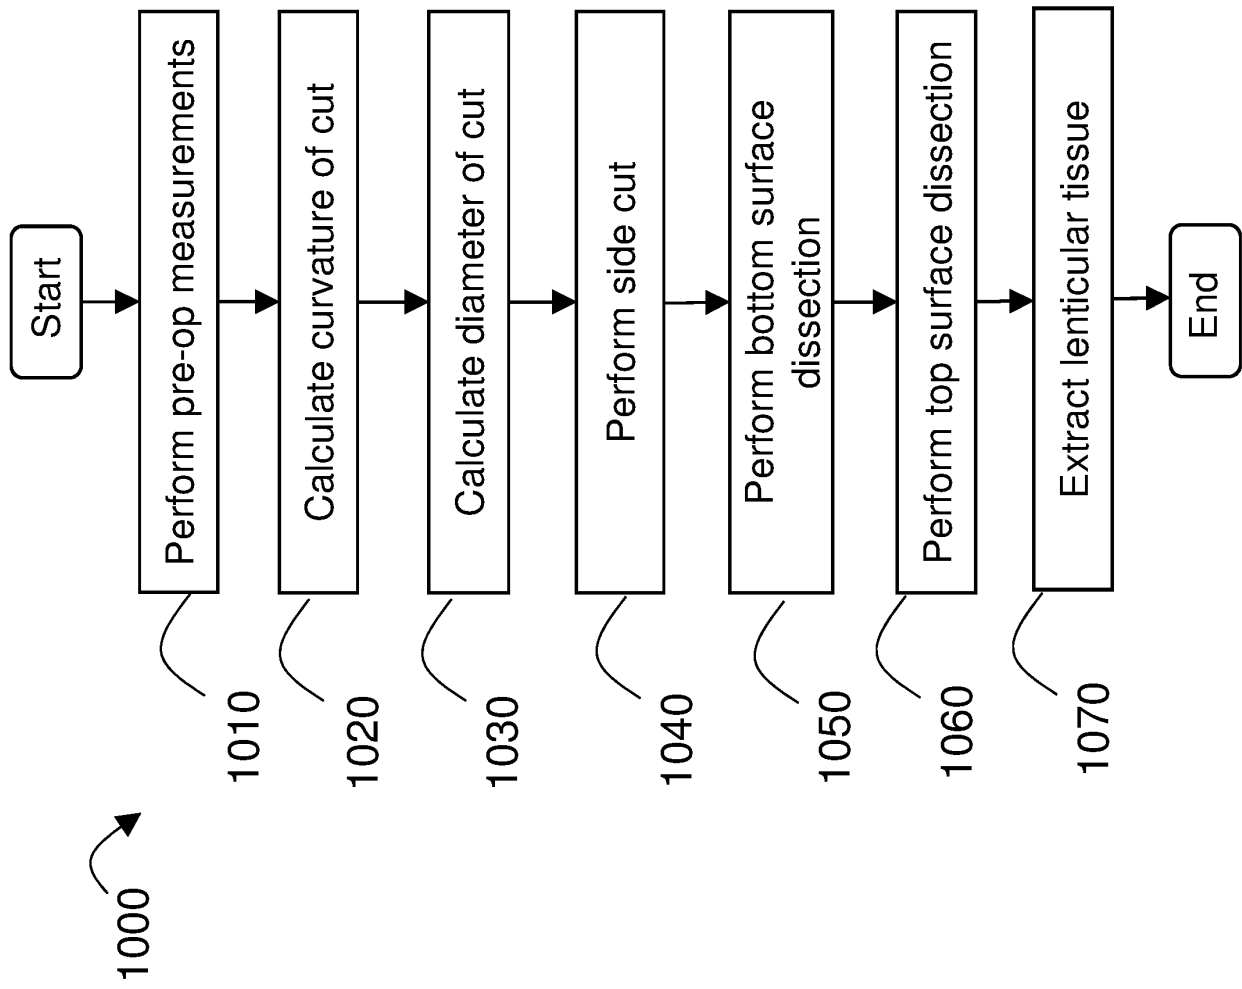 1000
Start
1010
Perform pre-op measurements
1020
Calculate curvature of cut
1030
Calculate diameter of cut
1040
Perform side cut
1050
Perform bottom surface
dissection
1060
Perform top surface dissection
1070
Extract lenticular tissue
End